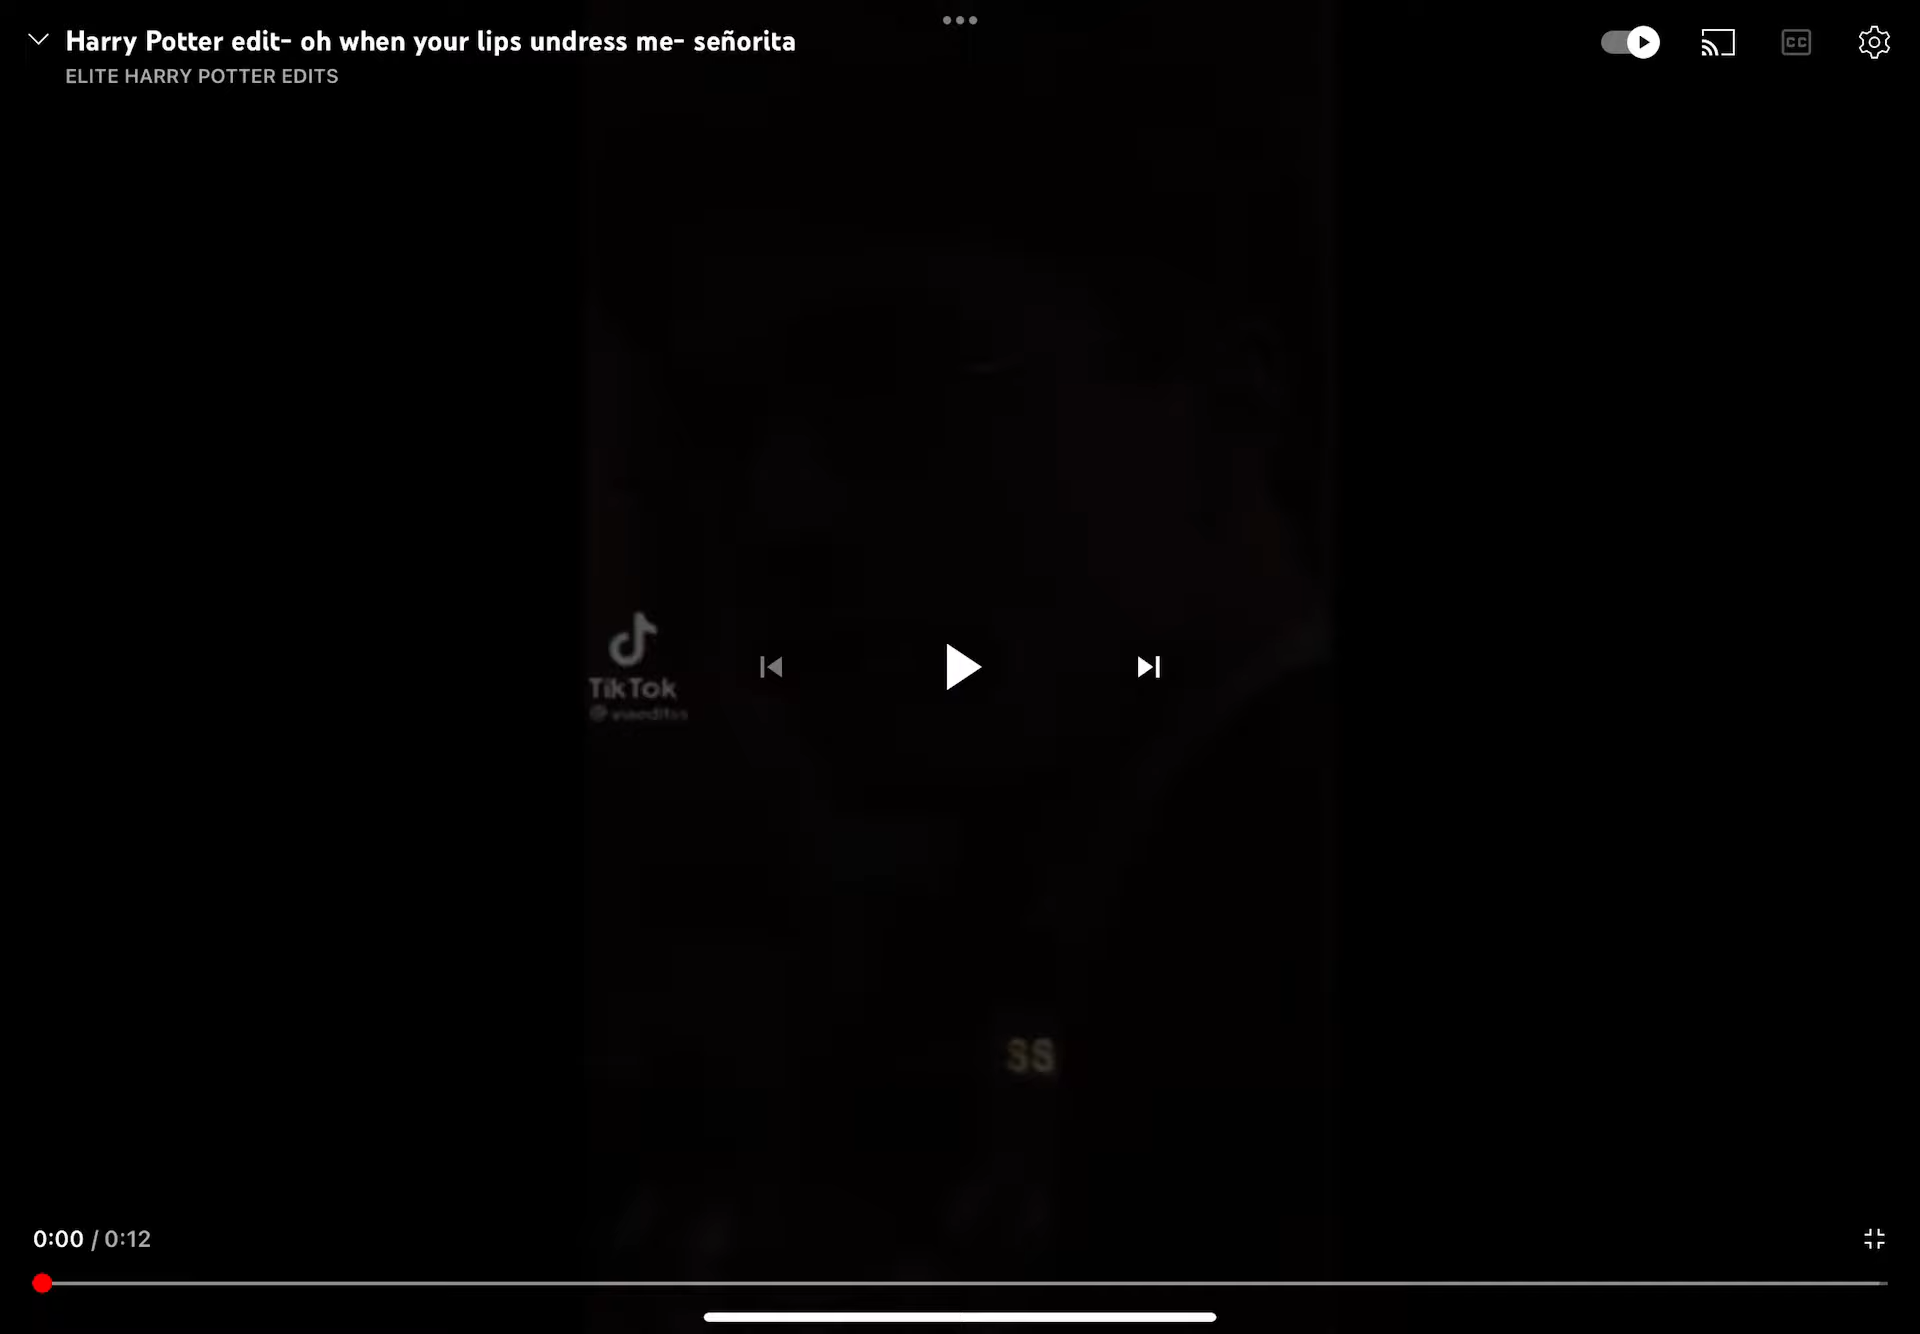 Harry Potter edit- oh when your lips undress me- señorita
ELITE HARRY POTTER EDITS
CC
TikTok
0:00 / 0:12